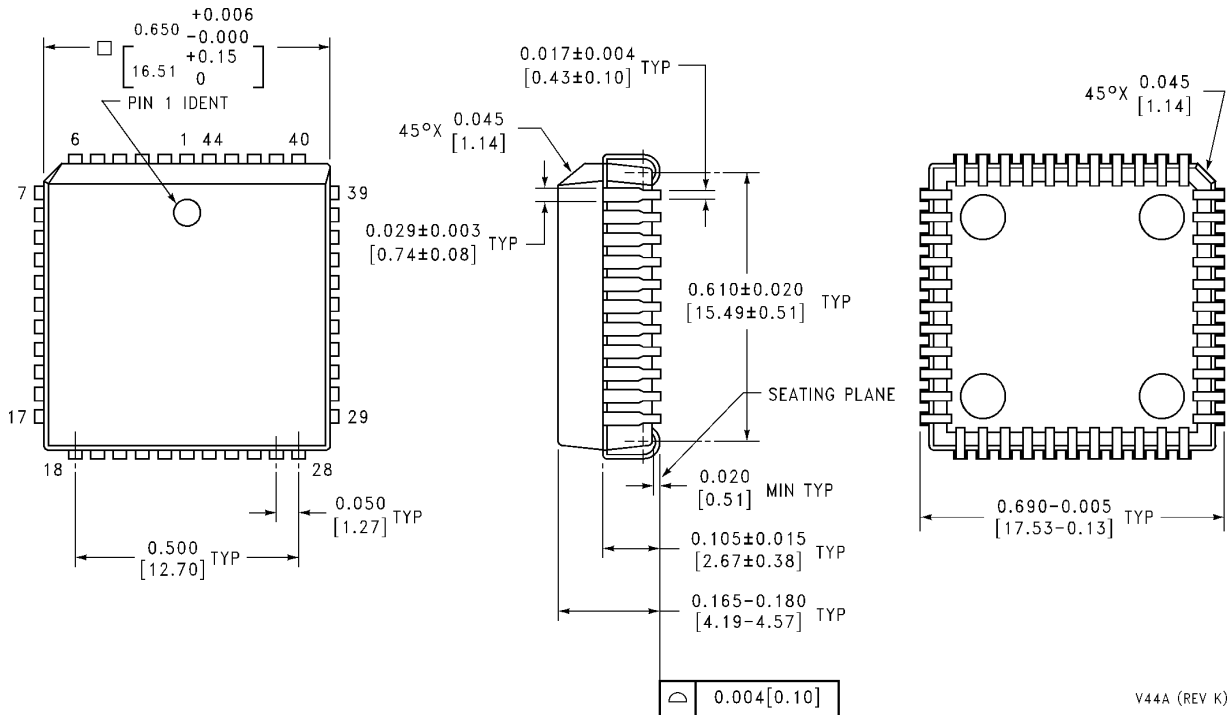 0.650 +0.006
-0.000
[16.51 +0.15
0]
PIN 1 IDENT
6 1 44 40
7 39
17 29
18 28
0.050
[1.27] TYP
0.500
[12.70] TYP
0.017±0.004
[0.43±0.10] TYP
45°X 0.045
[1.14]
0.029±0.003
[0.74±0.08] TYP
0.610±0.020
[15.49±0.51] TYP
SEATING PLANE
0.020
[0.51] MIN TYP
0.105±0.015
[2.67±0.38] TYP
0.165-0.180
[4.19-4.57] TYP
0.004[0.10]
45°X 0.045
[1.14]
0.690-0.005
[17.53-0.13] TYP
V44A (REV K)